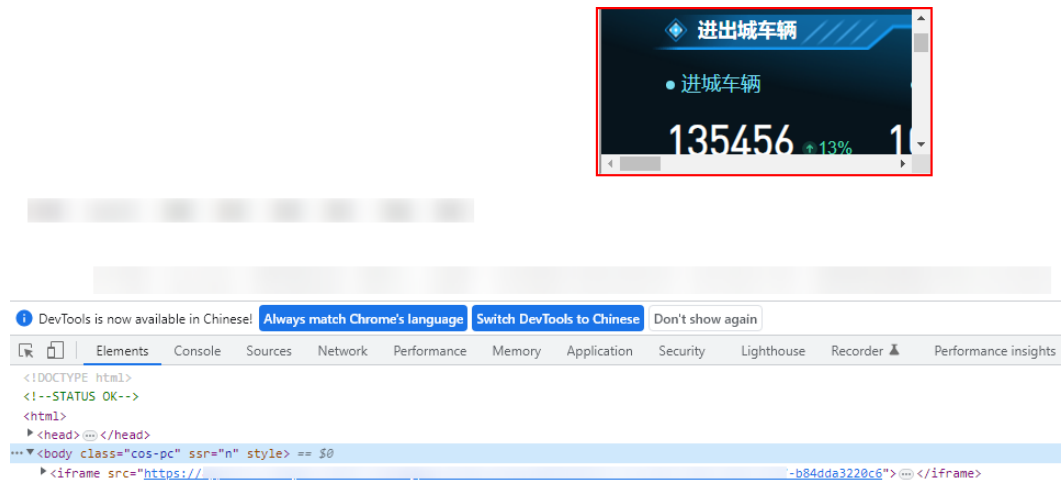 进出城车辆
进城车辆
135456 13%
DevTools is now available in Chinese! Always match Chrome's language Switch DevTools to Chinese Don't show again
Elements Console Sources Network Performance Memory Application Security Lighthouse Recorder Performance insights
<!DOCTYPE html>
<!--STATUS OK-->
<html>
<head>…</head>
<body class="cos-pc" ssr="n" style> == $0
<iframe src="https:// -b84dda3220c6">…</iframe>